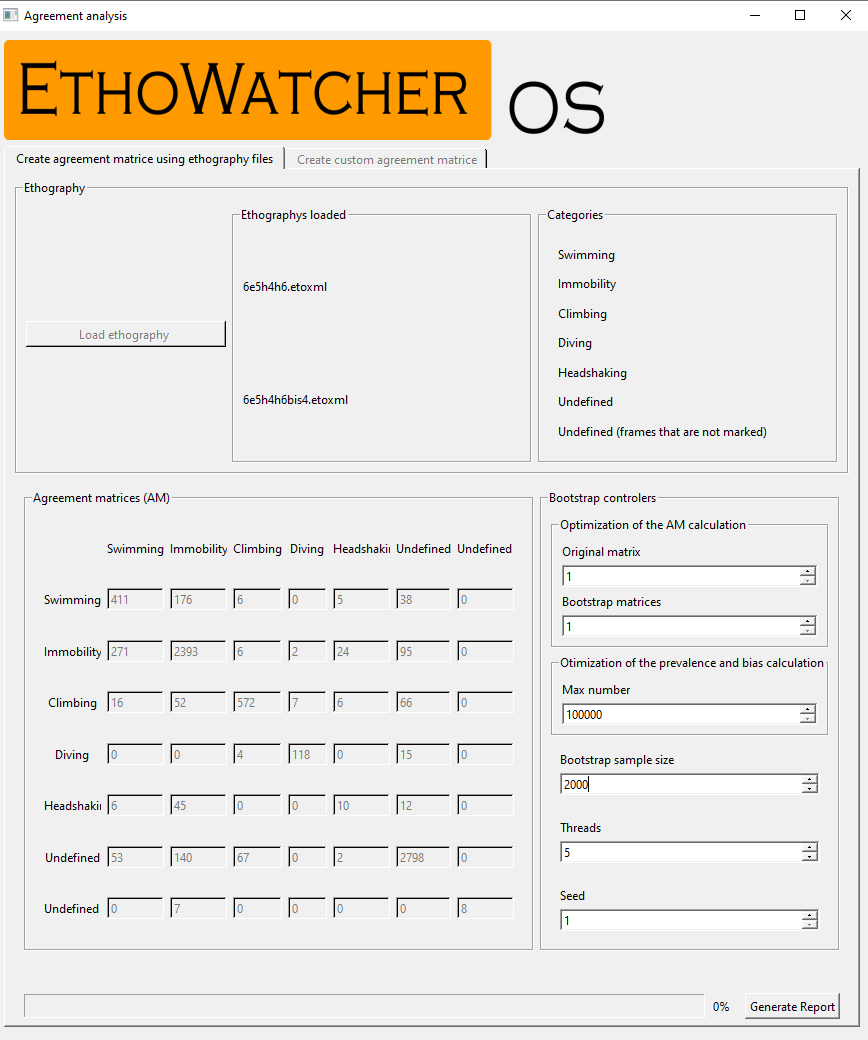 Agreement analysis
ETHOWATCHER OS
Create agreement matrice using ethography files
Create custom agreement matrice
Ethography
Ethographys loaded
6e5h4h6.etoxml
6e5h4h6bis4.etoxml
Load ethography
Categories
Swimming
Immobility
Climbing
Diving
Headshaking
Undefined
Undefined (frames that are not marked)
Agreement matrices (AM)
Swimming Immobility Climbing Diving Headshakin Undefined Undefined
Swimming 411 176 6 0 5 38 0
Immobility 271 2393 6 2 24 95 0
Climbing 16 52 572 7 6 66 0
Diving 0 0 4 118 0 15 0
Headshakin 6 45 0 0 10 12 0
Undefined 53 140 67 0 2 2798 0
Undefined 0 7 0 0 0 0 8
Bootstrap controlers
Optimization of the AM calculation
Original matrix
1
Bootstrap matrices
1
Otimization of the prevalence and bias calculation
Max number
100000
Bootstrap sample size
2000
Threads
5
Seed
1
0%
Generate Report